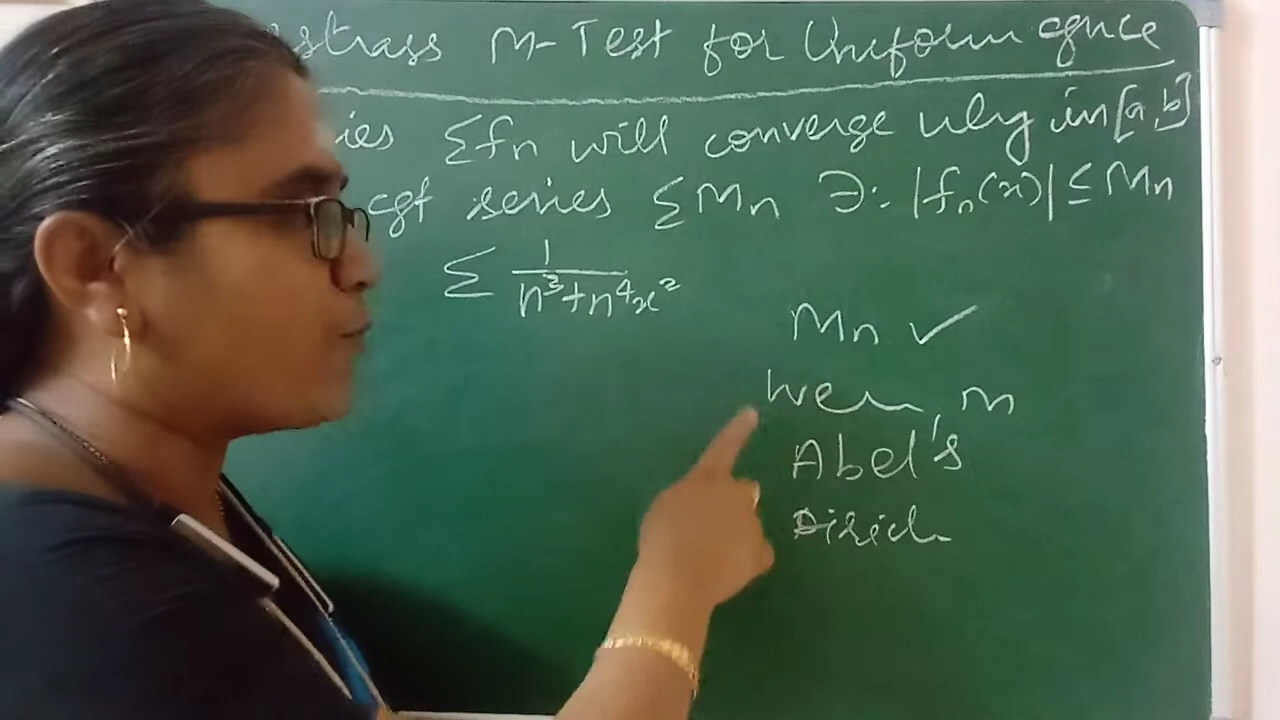 strass M-Test for Uniform cgnce
ies Σfn will converge uly in [a, b]
cgt series ΣMn ∋: |fn(x)| ≤ Mn
Σ 1/(n³+n⁴x²)
Mn ✓
Wei, M
Abel's
Dirich